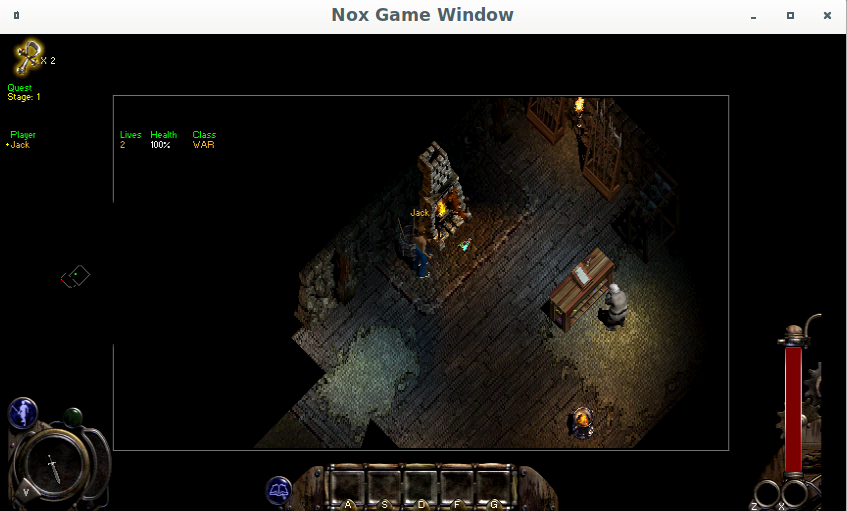 Nox Game Window
X 2
Quest
Stage: 1
Player Lives Health Class
+Jack 2 100% WAR
Jack
V A S D F G Z X